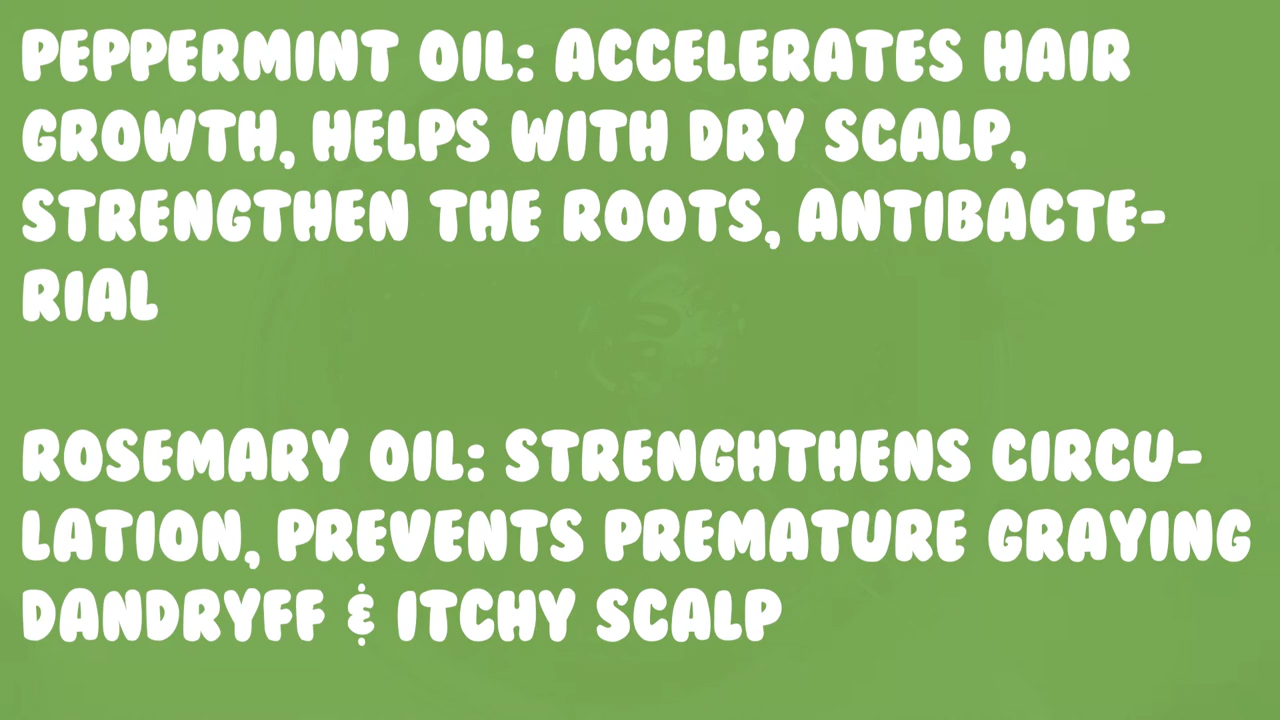 PEPPERMINT OIL: ACCELERATES HAIR
GROWTH, HELPS WITH DRY SCALP,
STRENGTHEN THE ROOTS, ANTIBACTE-
RIAL
ROSEMARY OIL: STRENGHTHENS CIRCU-
LATION, PREVENTS PREMATURE GRAYING
DANDRYFF & ITCHY SCALP